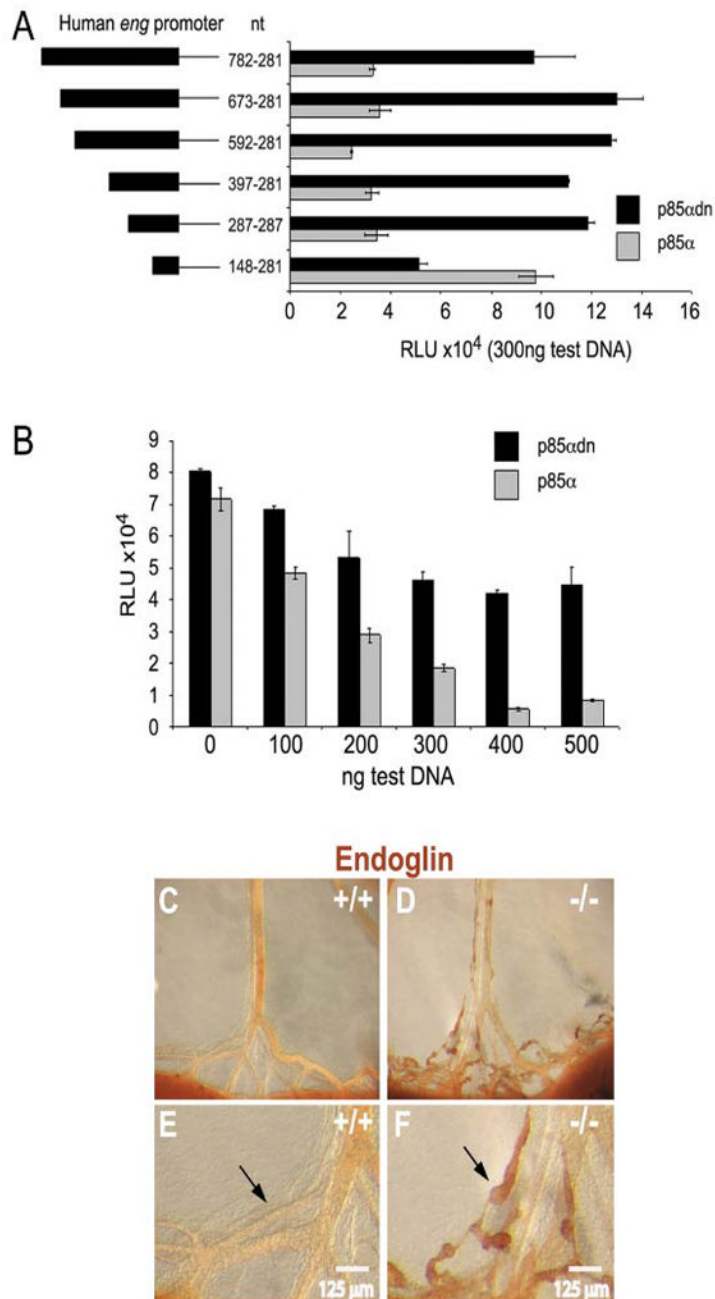 A
Human eng promoter nt
782-281
673-281
592-281
397-281
287-287
148-281
p85αdn
p85α
0 2 4 6 8 10 12 14 16
RLU x10⁴ (300ng test DNA)
B
9
8
7
6
5
4
3
2
1
0
RLU x10⁴
p85αdn
p85α
0 100 200 300 400 500
ng test DNA
Endoglin
C +/+
D -/-
E +/+
F -/-
125 µm
125 µm